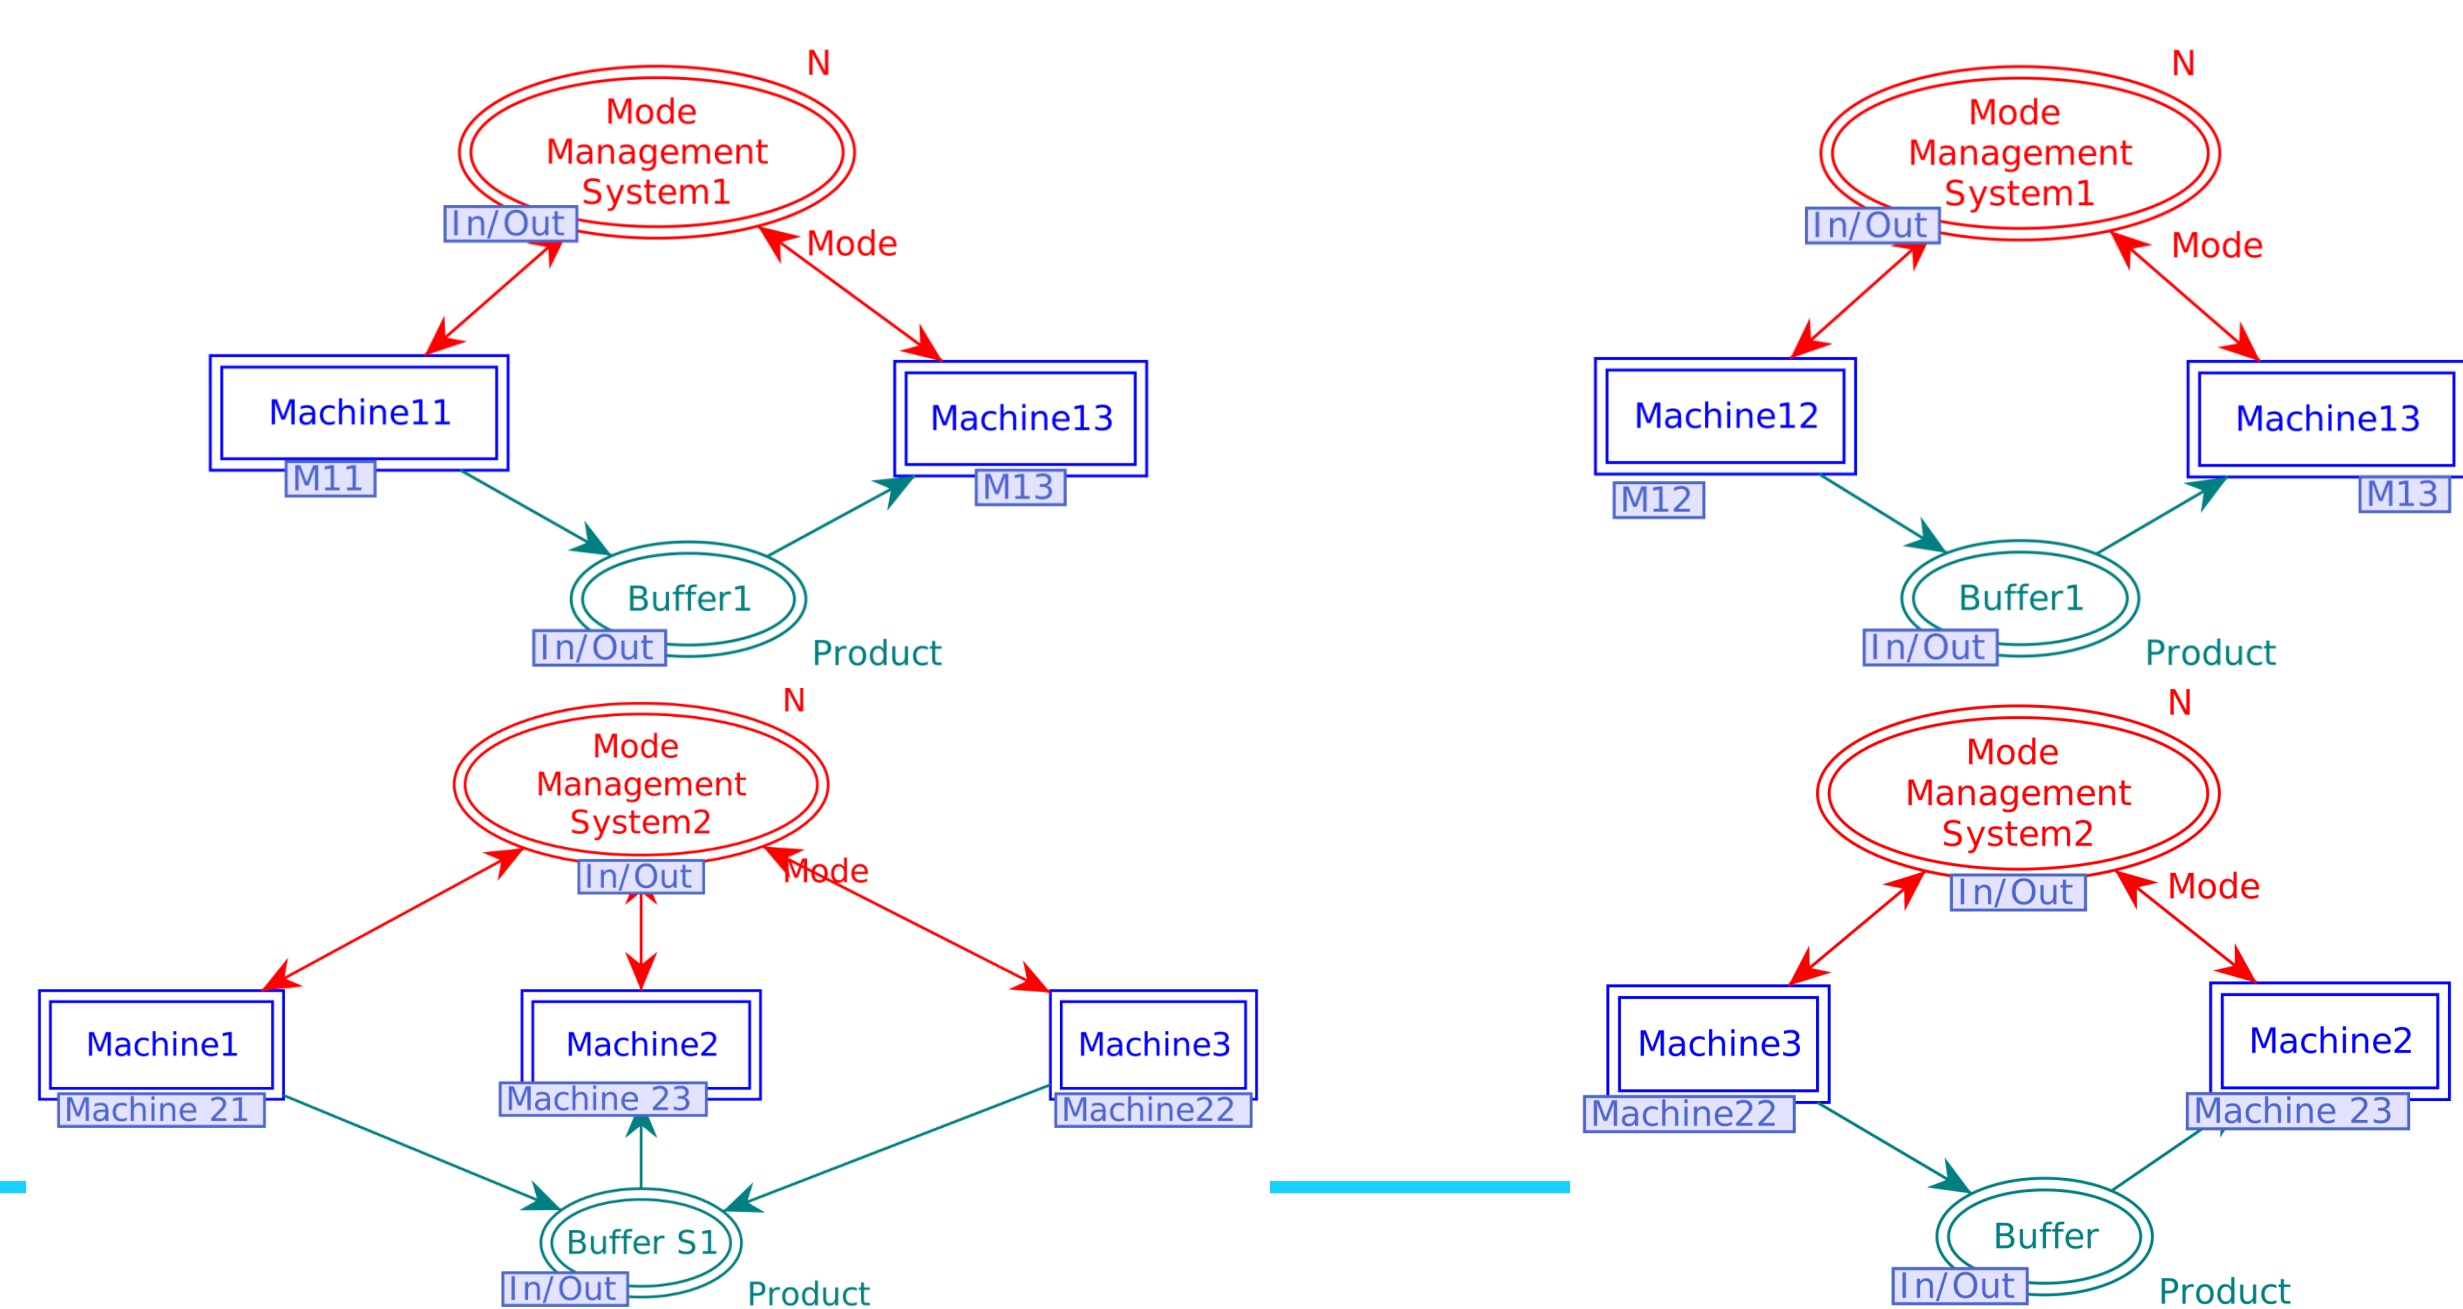 N
Mode
Management
System1
In/Out
Mode
Machine11
Machine13
M11
M13
Buffer1
In/Out
Product
N
Mode
Management
System1
In/Out
Mode
Machine12
Machine13
M12
M13
Buffer1
In/Out
Product
N
Mode
Management
System2
In/Out
Mode
Machine1
Machine2
Machine3
Machine 21
Machine 23
Machine22
Buffer S1
In/Out
Product
N
Mode
Management
System2
In/Out
Mode
Machine3
Machine2
Machine22
Machine 23
Buffer
In/Out
Product